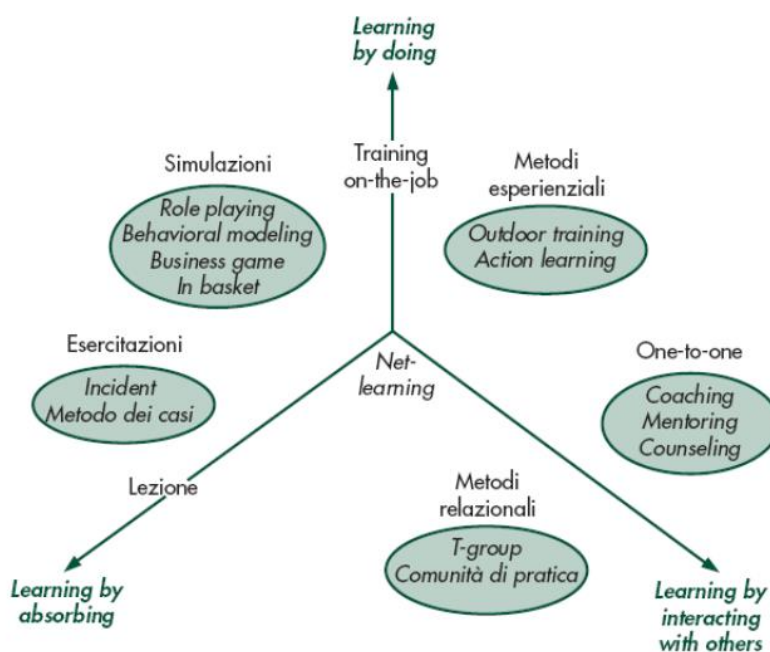 Learning
by doing
Training
on-the-job
Simulazioni
Role playing
Behavioral modeling
Business game
In basket
Metodi
esperienziali
Outdoor training
Action learning
Esercitazioni
Incident
Metodo dei casi
Net-
learning
One-to-one
Coaching
Mentoring
Counseling
Lezione
Metodi
relazionali
T-group
Comunità di pratica
Learning by
absorbing
Learning by
interacting
with others